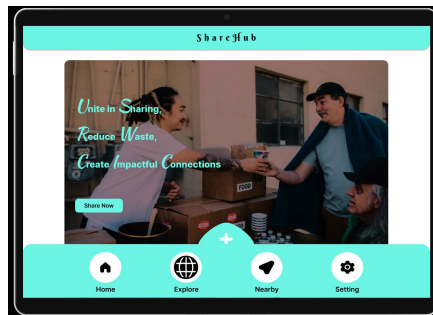 ShareHub
Unite in Sharing,
Reduce Waste,
Create Impactful Connections
Share Now
FOOD
Home
Explore
Nearby
Setting